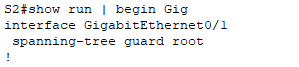 S2#show run | begin Gig
interface GigabitEthernet0/1
 spanning-tree guard root
!